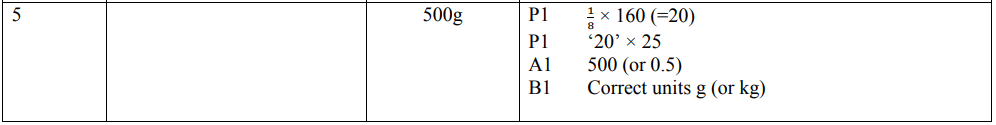 5 500g P1 ⅛ × 160 (=20)
P1 ‘20’ × 25
A1 500 (or 0.5)
B1 Correct units g (or kg)